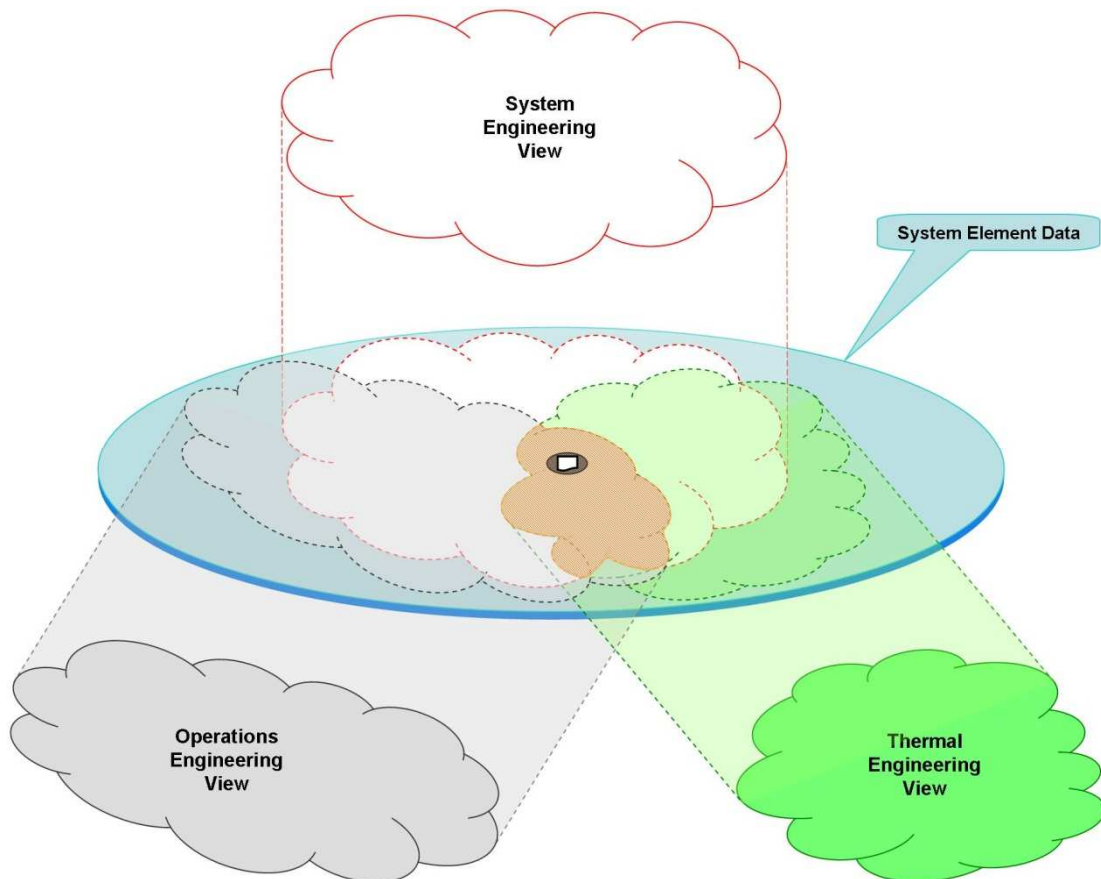 System
Engineering
View
System Element Data
Operations
Engineering
View
Thermal
Engineering
View